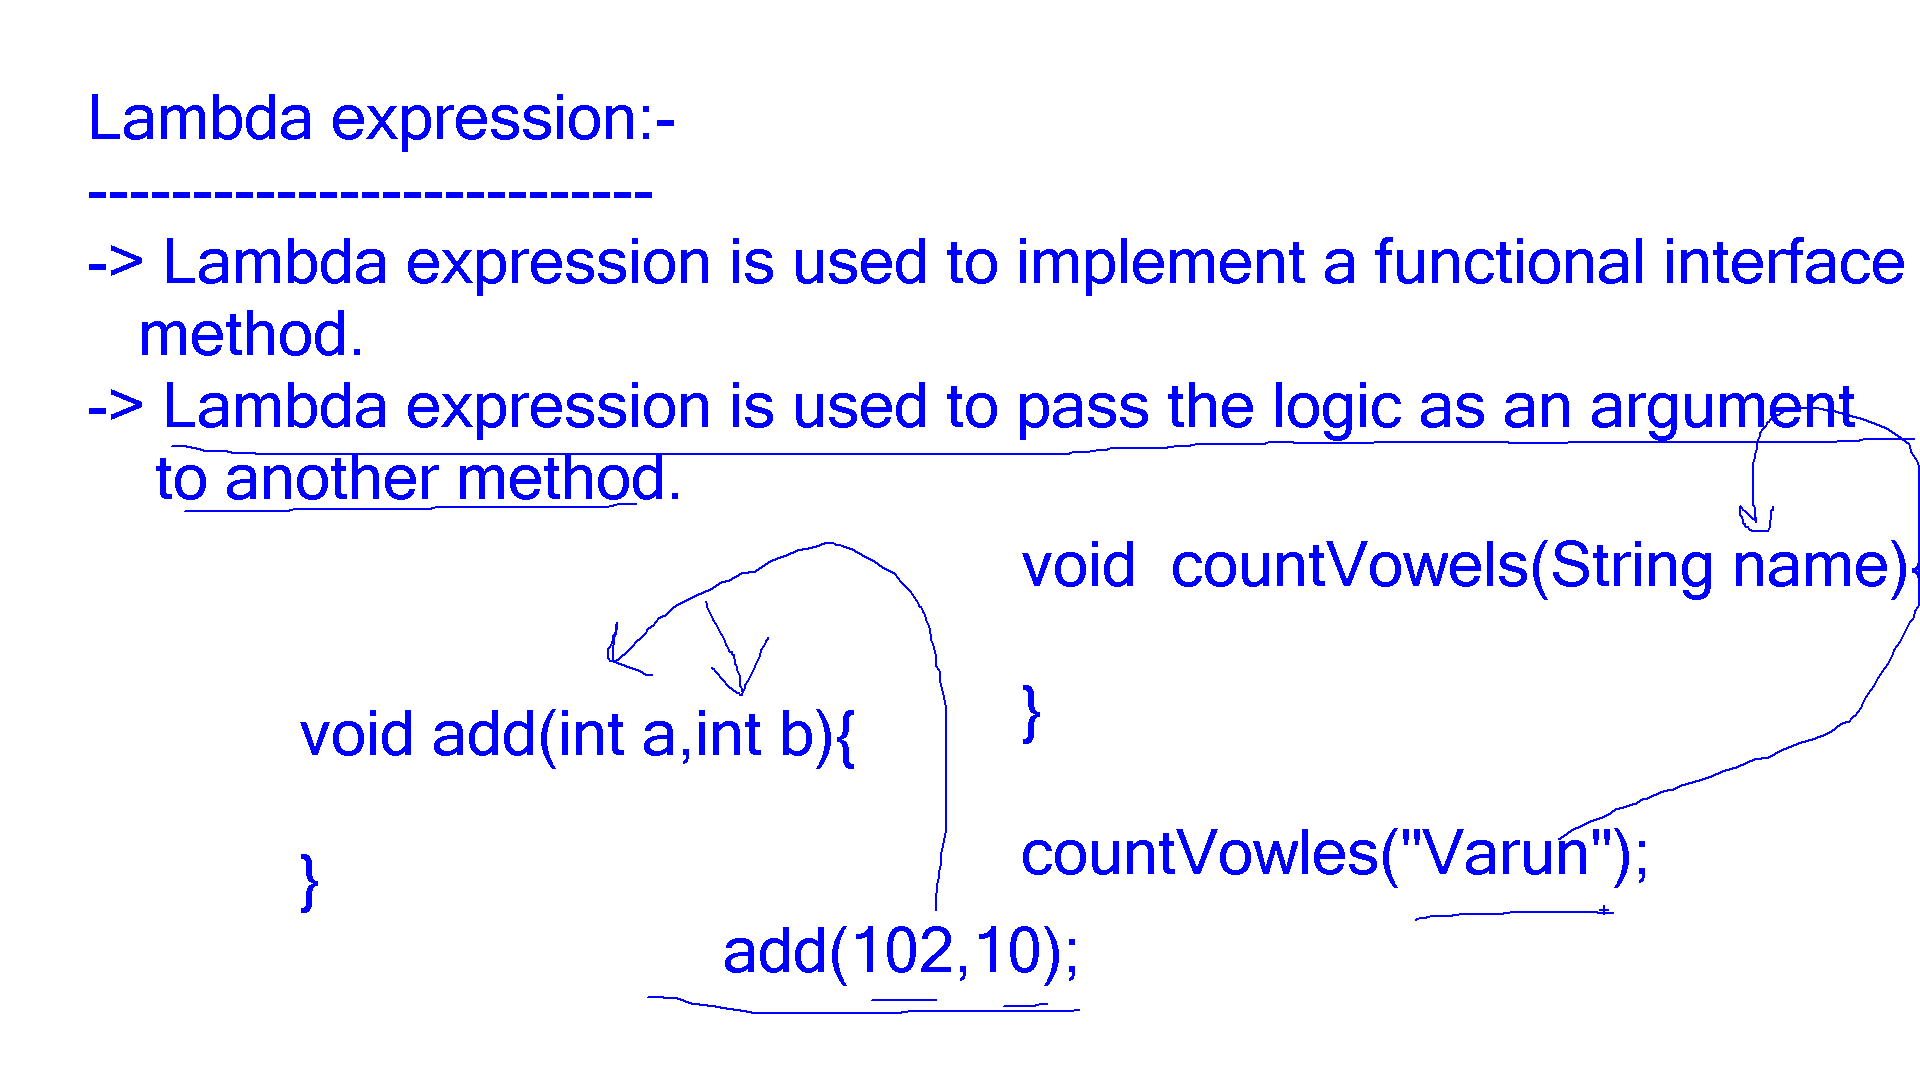 Lambda expression:-
---------------------------
-> Lambda expression is used to implement a functional interface
method.
-> Lambda expression is used to pass the logic as an argument
to another method.
void  countVowels(String name){
}
void add(int a,int b){
}
countVowles("Varun");
add(102,10);